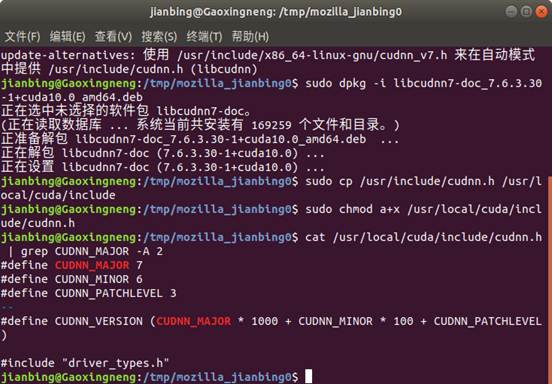 jianbing@Gaoxingneng: /tmp/mozilla_jianbing0
文件(F) 编辑(E) 查看(V) 搜索(S) 终端(T) 帮助(H)
update-alternatives: 使用 /usr/include/x86_64-linux-gnu/cudnn_v7.h 来在自动模式
中提供 /usr/include/cudnn.h (libcudnn)
jianbing@Gaoxingneng:/tmp/mozilla_jianbing0$ sudo dpkg -i libcudnn7-doc_7.6.3.30
-1+cuda10.0_amd64.deb
正在选中未选择的软件包 libcudnn7-doc。
(正在读取数据库 ... 系统当前共安装有 169259 个文件和目录。)
正准备解包 libcudnn7-doc_7.6.3.30-1+cuda10.0_amd64.deb  ...
正在解包 libcudnn7-doc (7.6.3.30-1+cuda10.0) ...
正在设置 libcudnn7-doc (7.6.3.30-1+cuda10.0) ...
jianbing@Gaoxingneng:/tmp/mozilla_jianbing0$ sudo cp /usr/include/cudnn.h /usr/l
ocal/cuda/include
jianbing@Gaoxingneng:/tmp/mozilla_jianbing0$ sudo chmod a+x /usr/local/cuda/incl
ude/cudnn.h
jianbing@Gaoxingneng:/tmp/mozilla_jianbing0$ cat /usr/local/cuda/include/cudnn.h
 | grep CUDNN_MAJOR -A 2
#define CUDNN_MAJOR 7
#define CUDNN_MINOR 6
#define CUDNN_PATCHLEVEL 3
--
#define CUDNN_VERSION (CUDNN_MAJOR * 1000 + CUDNN_MINOR * 100 + CUDNN_PATCHLEVEL
)
#include "driver_types.h"
jianbing@Gaoxingneng:/tmp/mozilla_jianbing0$